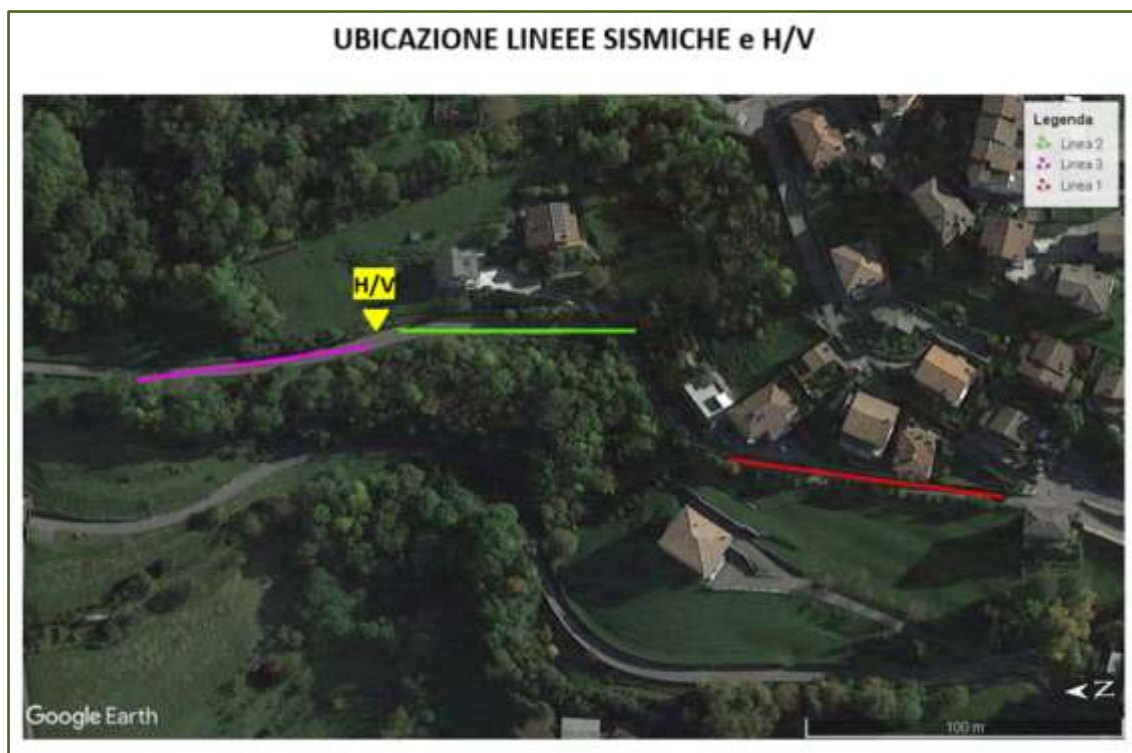 UBICAZIONE LINEEE SISMICHE e H/V
Legenda
Linea 2
Linea 3
Linea 1
H/V
N
Google Earth
100 m